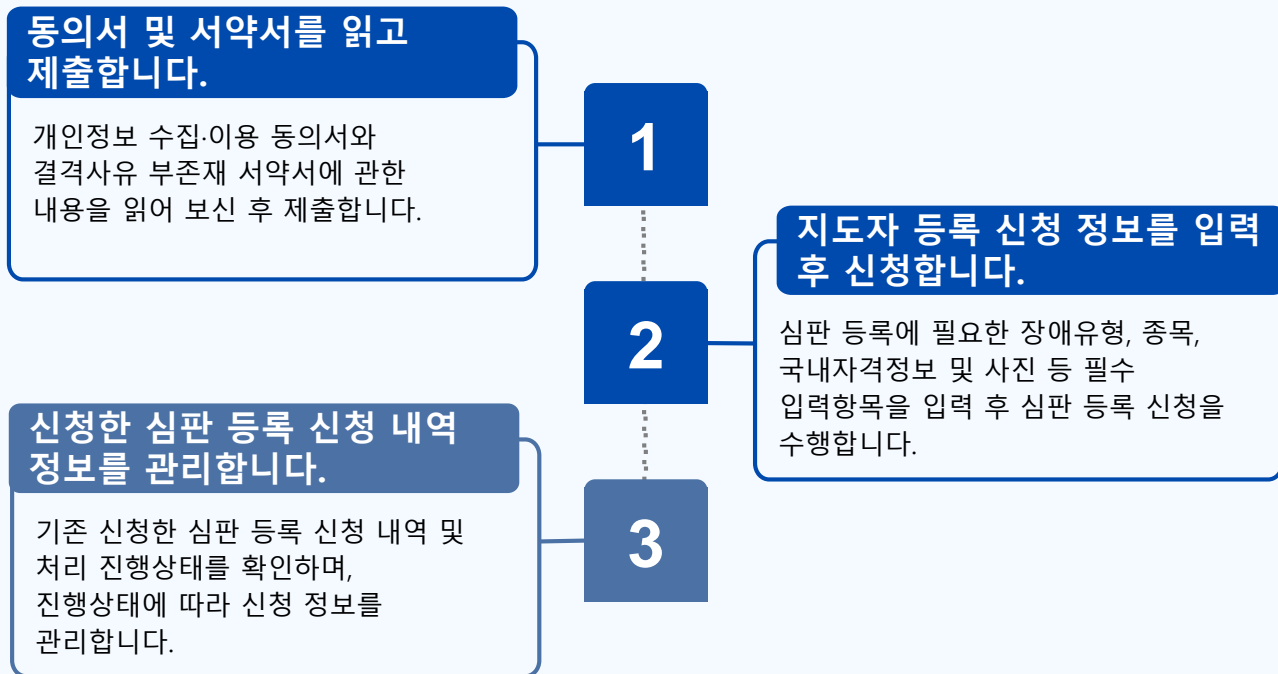 동의서 및 서약서를 읽고
제출합니다.
개인정보 수집·이용 동의서와
결격사유 부존재 서약서에 관한
내용을 읽어 보신 후 제출합니다.
1
지도자 등록 신청 정보를 입력
후 신청합니다.
심판 등록에 필요한 장애유형, 종목,
국내자격정보 및 사진 등 필수
입력항목을 입력 후 심판 등록 신청을
수행합니다.
2
신청한 심판 등록 신청 내역
정보를 관리합니다.
기존 신청한 심판 등록 신청 내역 및
처리 진행상태를 확인하며,
진행상태에 따라 신청 정보를
관리합니다.
3